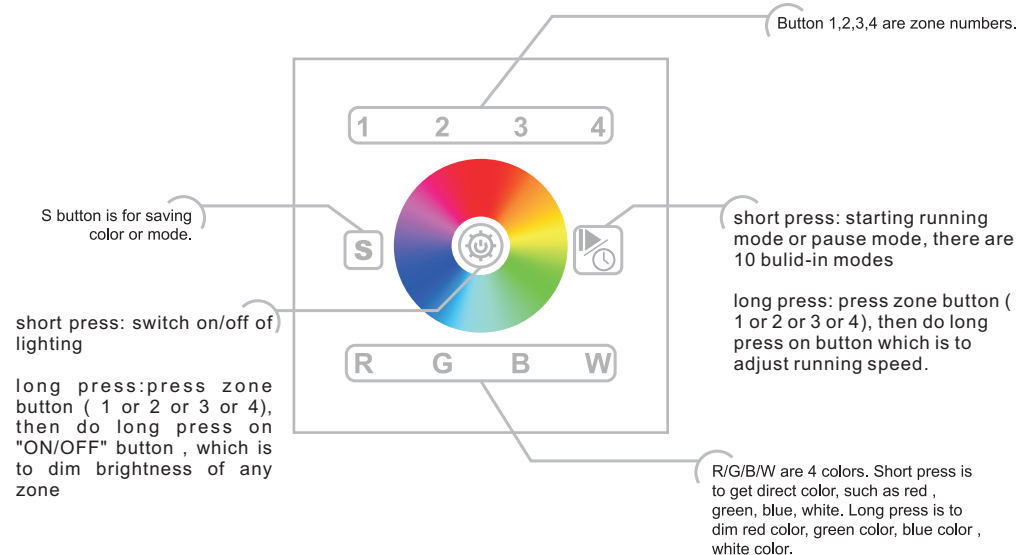 Button 1,2,3,4 are zone numbers.
1 2 3 4
S button is for saving
color or mode.
S
short press: starting running
mode or pause mode, there are
10 bulid-in modes
long press: press zone button (
1 or 2 or 3 or 4), then do long
press on button which is to
adjust running speed.
short press: switch on/off of
lighting
long press:press zone
button ( 1 or 2 or 3 or 4),
then do long press on
"ON/OFF" button , which is
to dim brightness of any
zone
R G B W
R/G/B/W are 4 colors. Short press is
to get direct color, such as red ,
green, blue, white. Long press is to
dim red color, green color, blue color ,
white color.